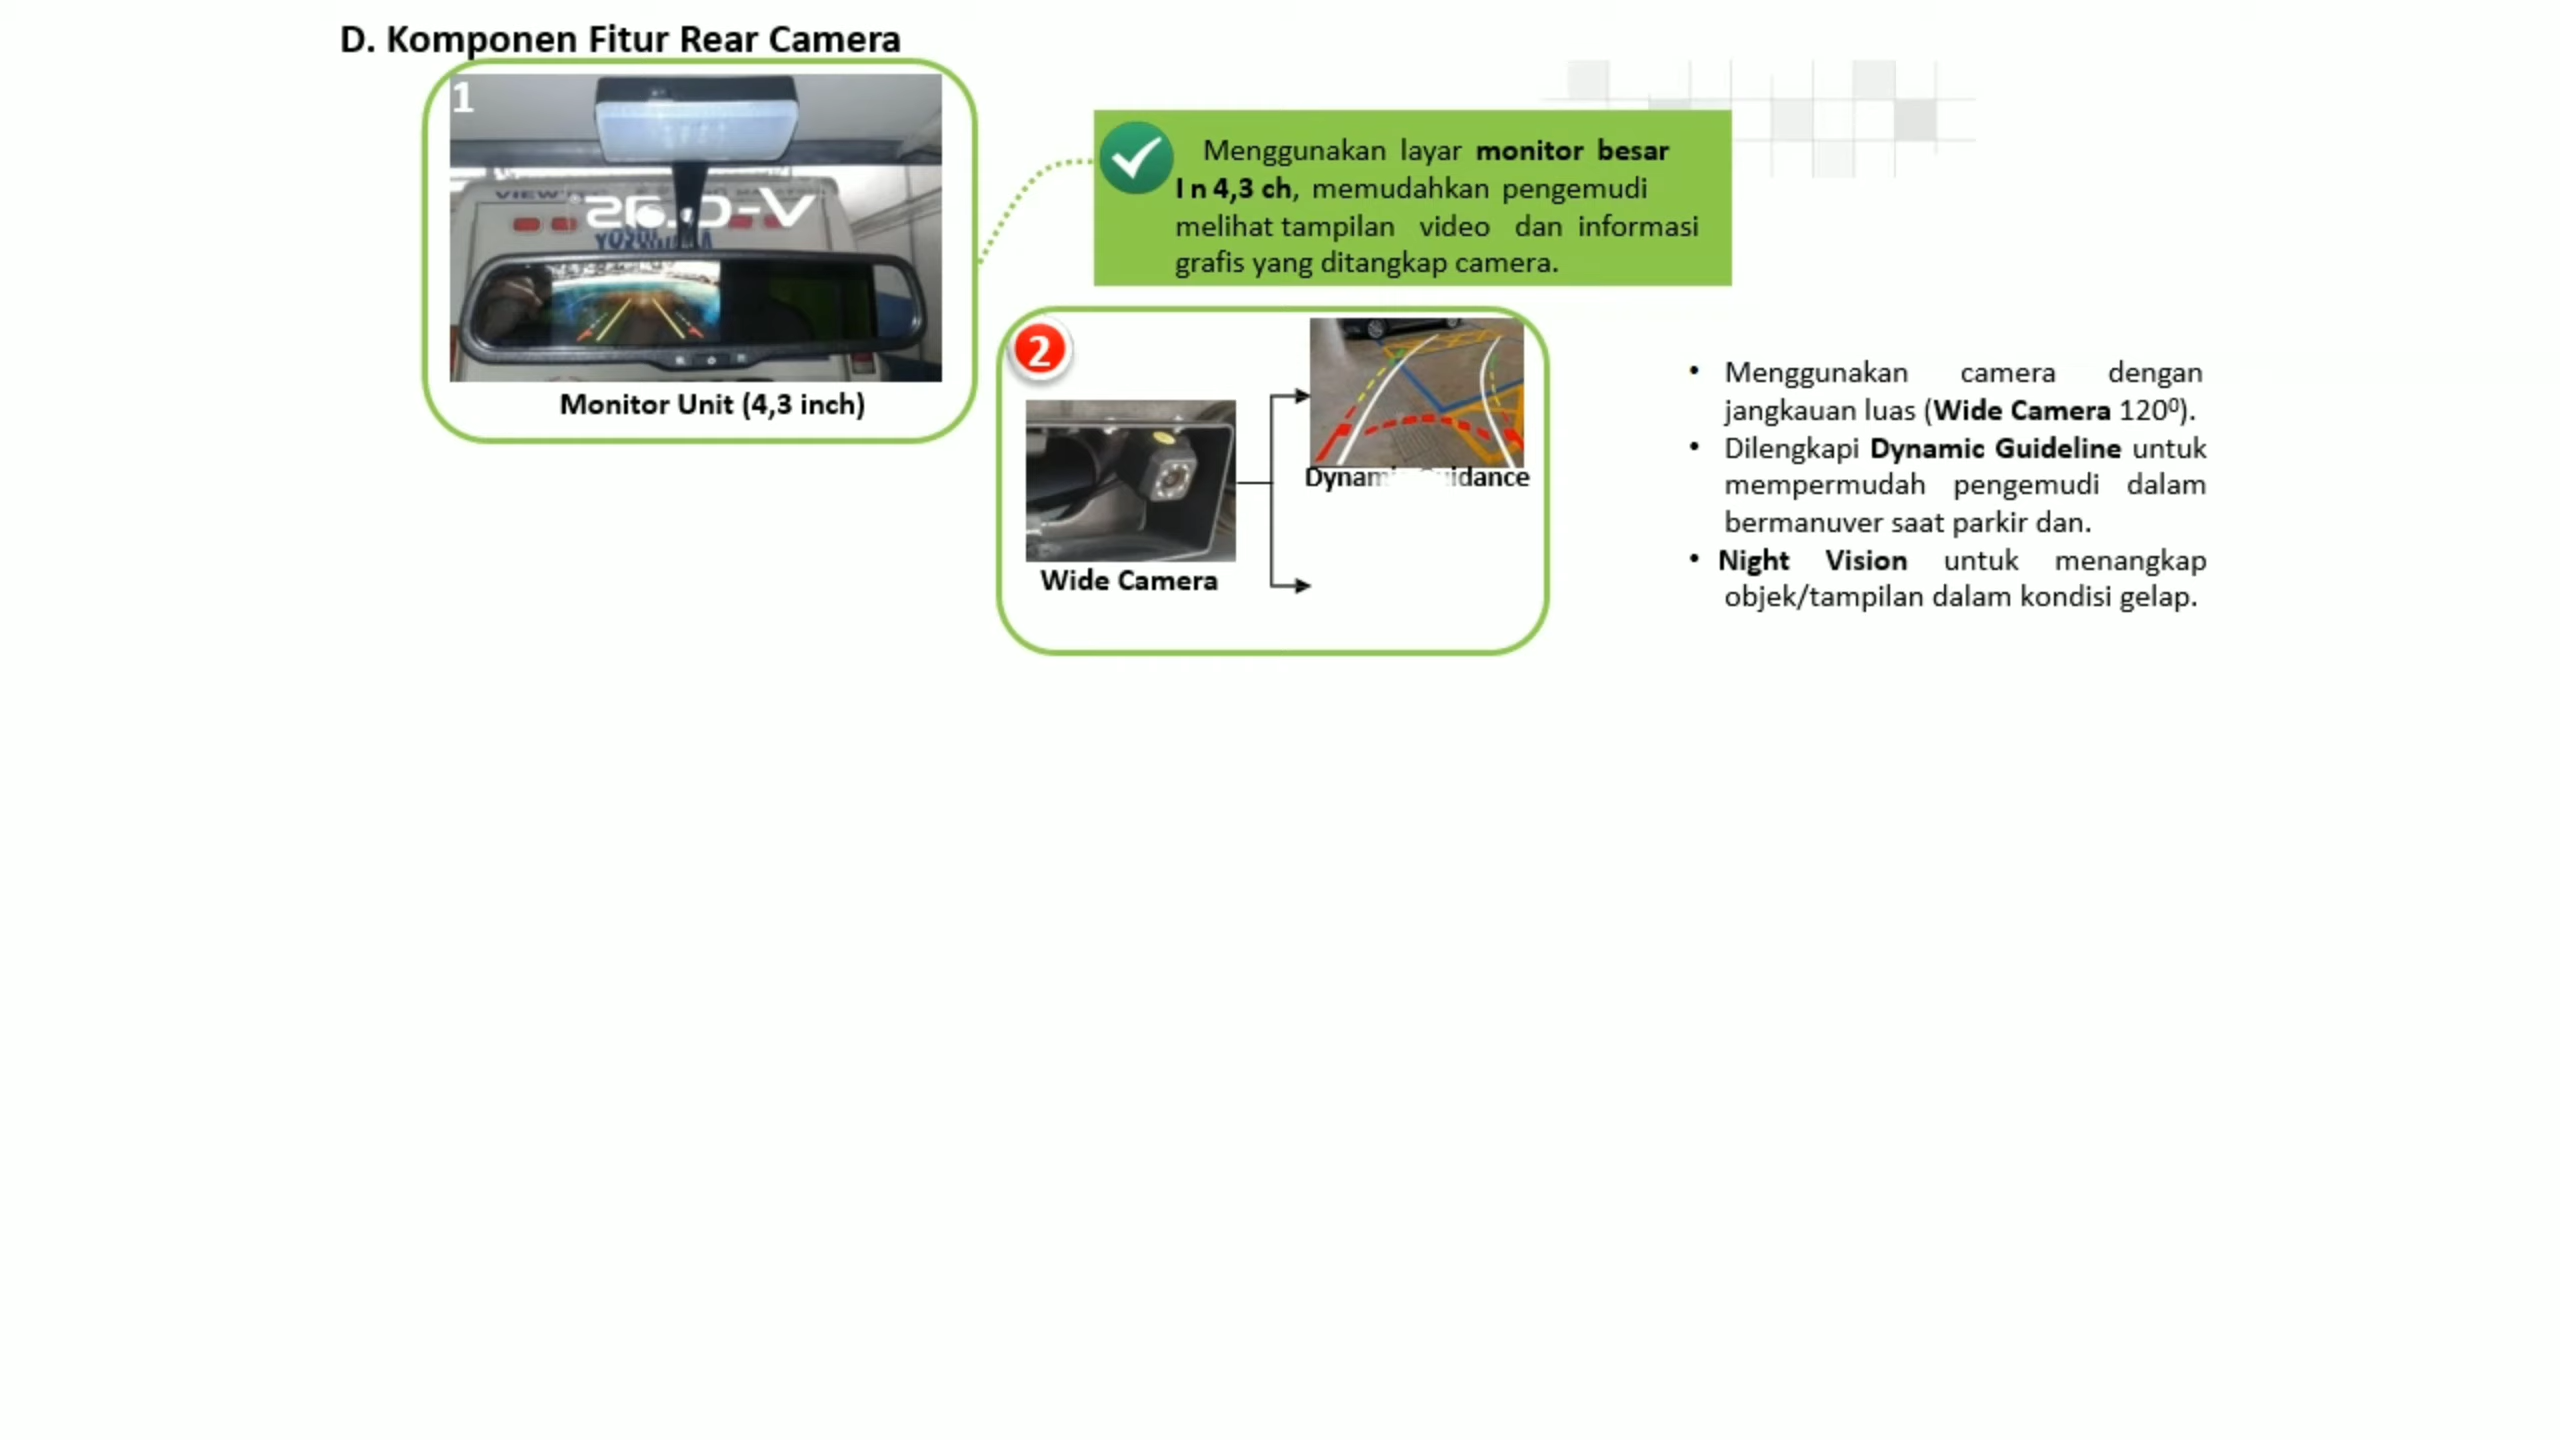 D. Komponen Fitur Rear Camera
1
VIEW
V-
Monitor Unit (4,3 inch)
Menggunakan layar monitor besar
I n 4,3 ch, memudahkan pengemudi
melihat tampilan video dan informasi
grafis yang ditangkap camera.
2
Wide Camera
• Menggunakan camera dengan
jangkauan luas (Wide Camera 120⁰).
• Dilengkapi Dynamic Guideline untuk
mempermudah pengemudi dalam
bermanuver saat parkir dan.
• Night Vision untuk menangkap
objek/tampilan dalam kondisi gelap.